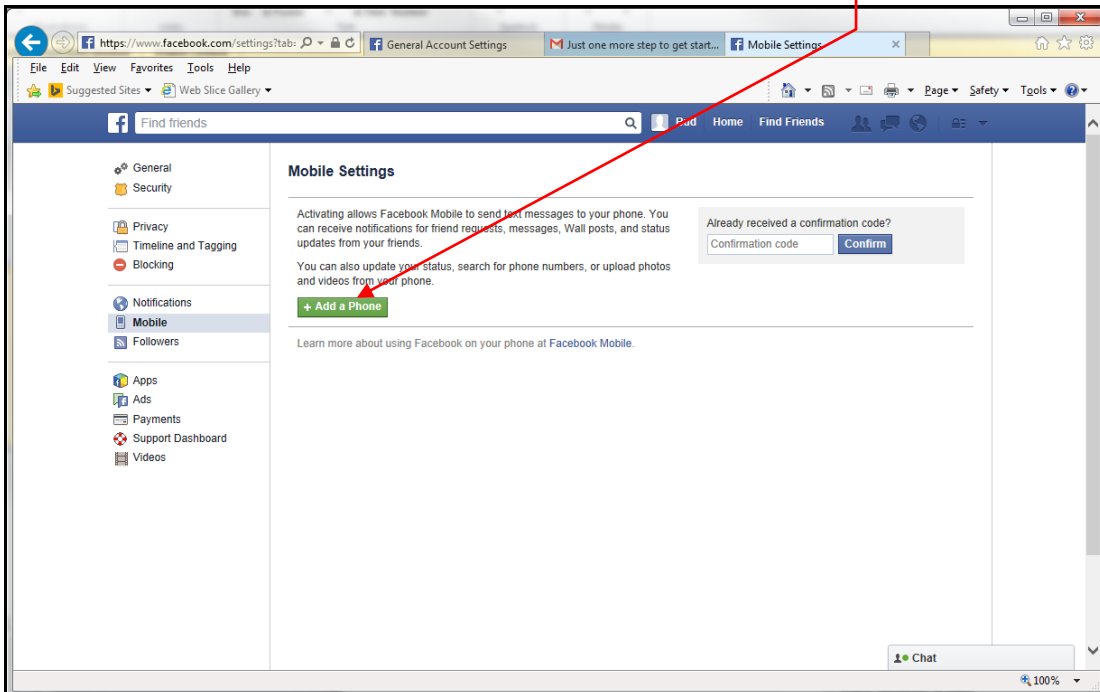 https://www.facebook.com/settings?tab:
General Account Settings
Just one more step to get start...
Mobile Settings
File Edit View Favorites Tools Help
Suggested Sites Web Slice Gallery
Page Safety Tools
f Find friends
Home Find Friends
General
Security
Privacy
Timeline and Tagging
Blocking
Notifications
Mobile
Followers
Apps
Ads
Payments
Support Dashboard
Videos
Mobile Settings
Activating allows Facebook Mobile to send text messages to your phone. You
can receive notifications for friend requests, messages, Wall posts, and status
updates from your friends.
You can also update your status, search for phone numbers, or upload photos
and videos from your phone.
+ Add a Phone
Learn more about using Facebook on your phone at Facebook Mobile.
Already received a confirmation code?
Confirmation code Confirm
Chat
100%